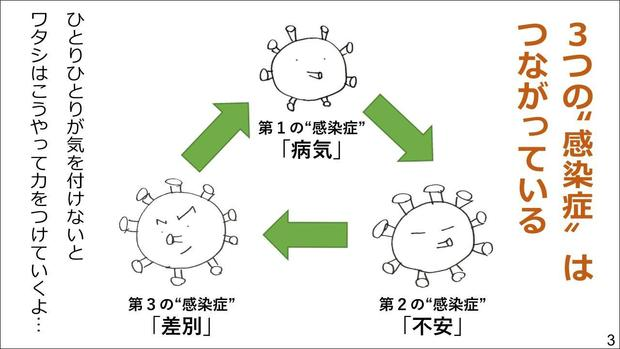 ３つの“感染症”は
つながっている
第１の“感染症”
「病気」
第２の“感染症”
「不安」
第３の“感染症”
「差別」
ひとりひとりが気を付けないと
ワタシはこうやって力をつけていくよ…
3